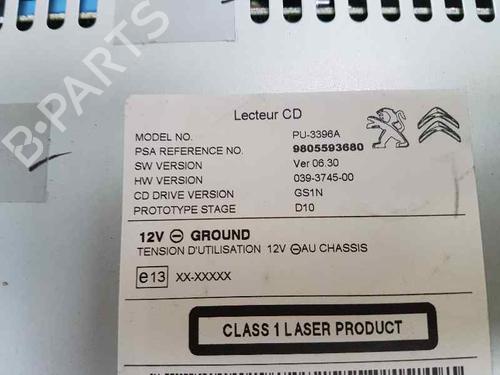 Lecteur CD
MODEL NO. PU-3396A
PSA REFERENCE NO. 9805593680
SW VERSION Ver 06.30
HW VERSION 039-3745-00
CD DRIVE VERSION GS1N
PROTOTYPE STAGE D10
12V ⊖ GROUND
TENSION D'UTILISATION 12V ⊖AU CHASSIS
e13 XX-XXXXX
CLASS 1 LASER PRODUCT
B-PARTS